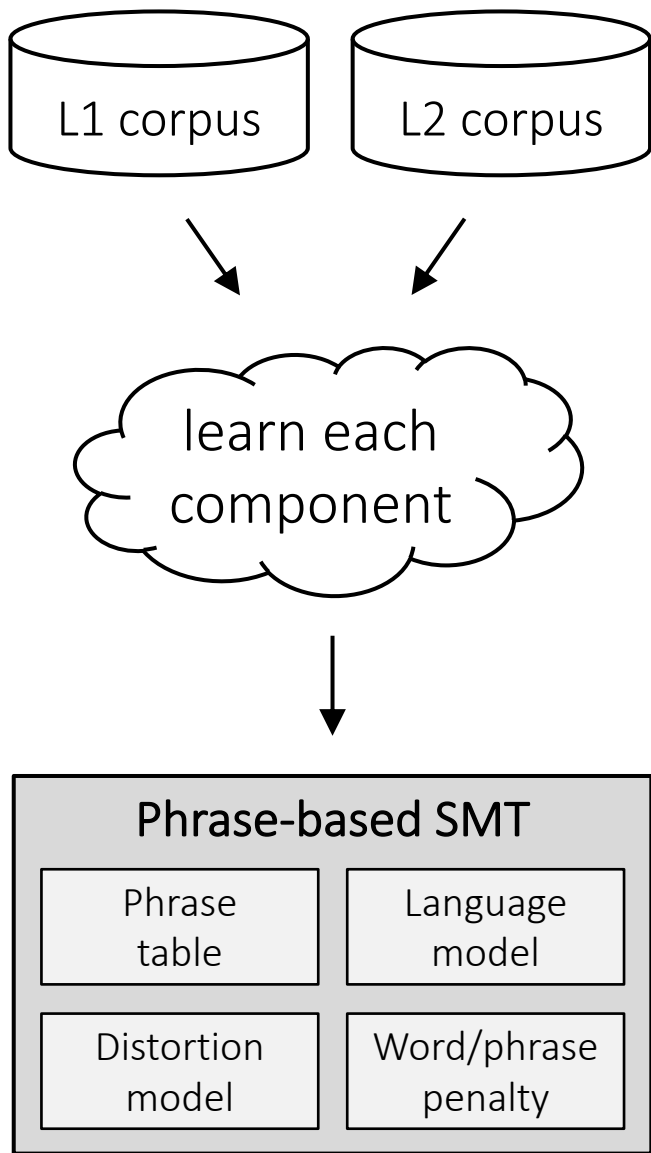 L1 corpus
L2 corpus
learn each
component
Phrase-based SMT
Phrase
table
Language
model
Distortion
model
Word/phrase
penalty